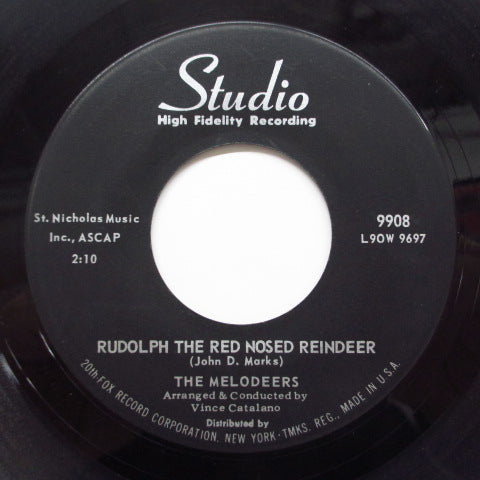 Studio
High Fidelity Recording
St. Nicholas Music
Inc., ASCAP
2:10
9908
L9OW 9697
RUDOLPH THE RED NOSED REINDEER
(John D. Marks)
THE MELODEERS
Arranged & Conducted by
Vince Catalano
Distributed by
20th FOX RECORD CORPORATION, NEW YORK - TMKS. REG., MADE IN U.S.A.